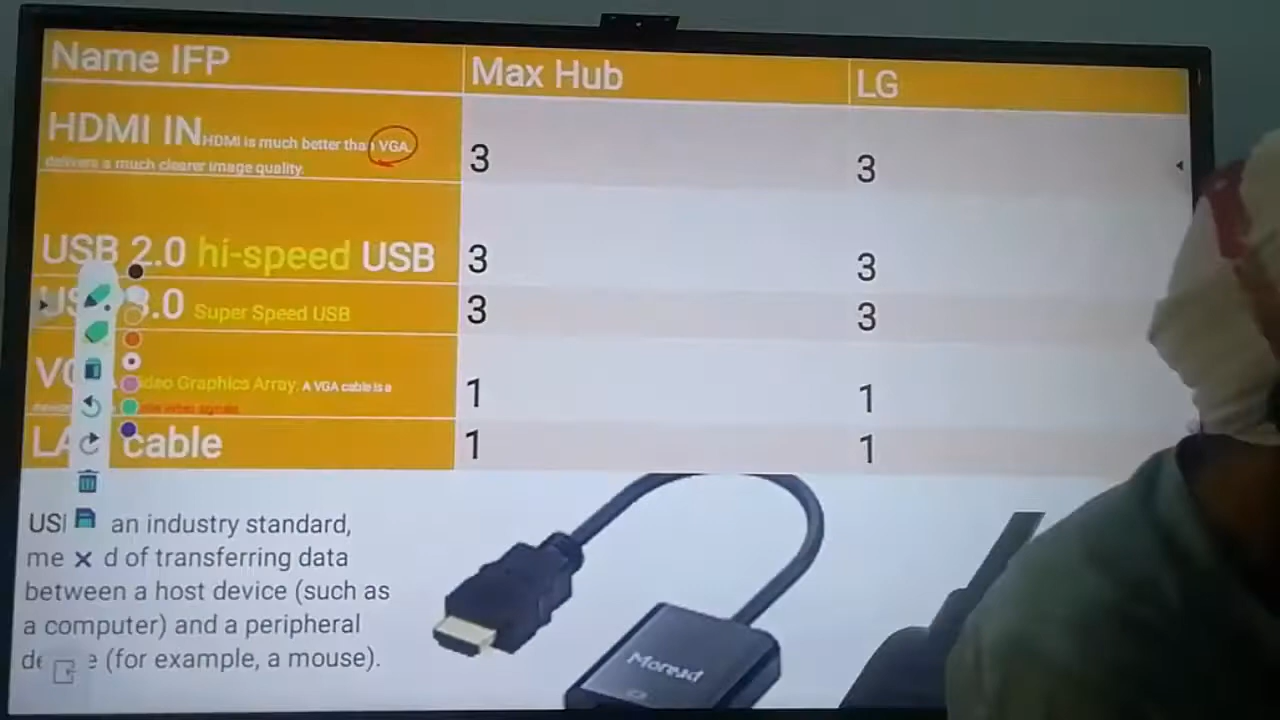 Name IFP
Max Hub
LG
HDMI IN HDMI is much better than VGA,
delivers a much clearer image quality.
3
3
USB 2.0 hi-speed USB
3
3
3.0 Super Speed USB
3
3
Video Graphics Array. A VGA cable is a
1
1
cable
1
1
an industry standard,
d of transferring data
between a host device (such as
a computer) and a peripheral
(for example, a mouse).
Moread